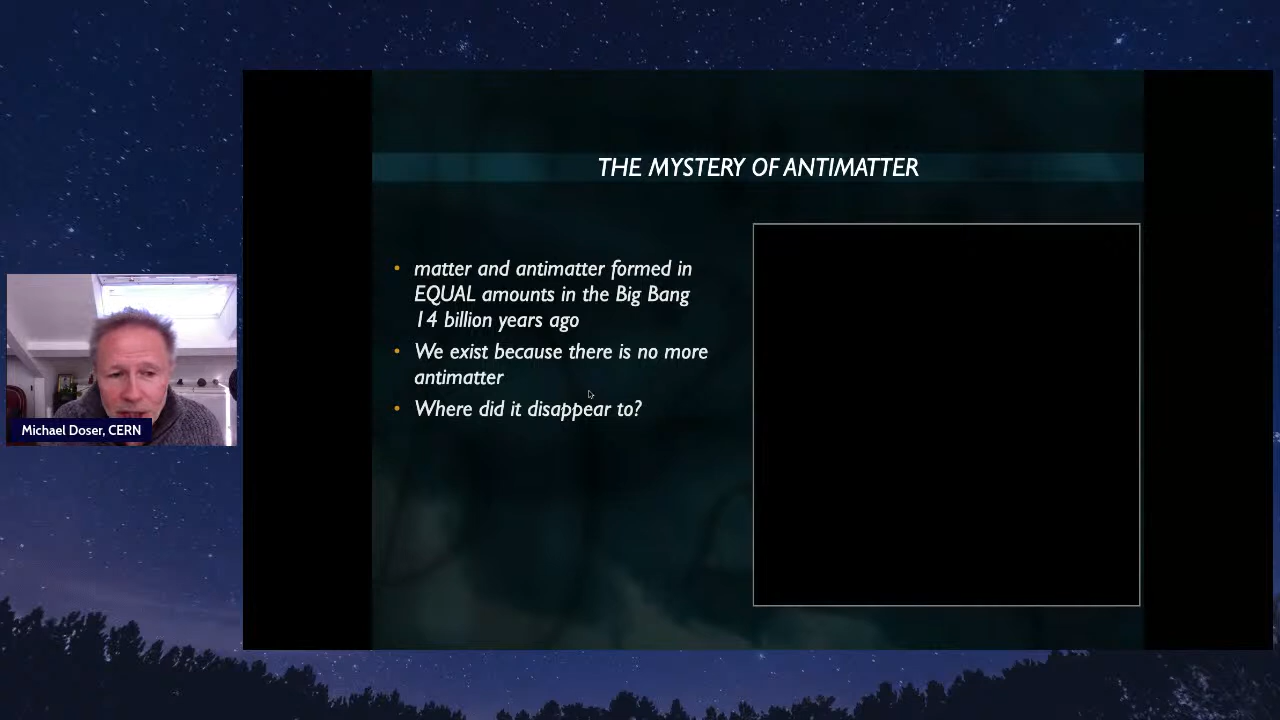 THE MYSTERY OF ANTIMATTER
• matter and antimatter formed in
EQUAL amounts in the Big Bang
14 billion years ago
• We exist because there is no more
antimatter
• Where did it disappear to?
Michael Doser, CERN